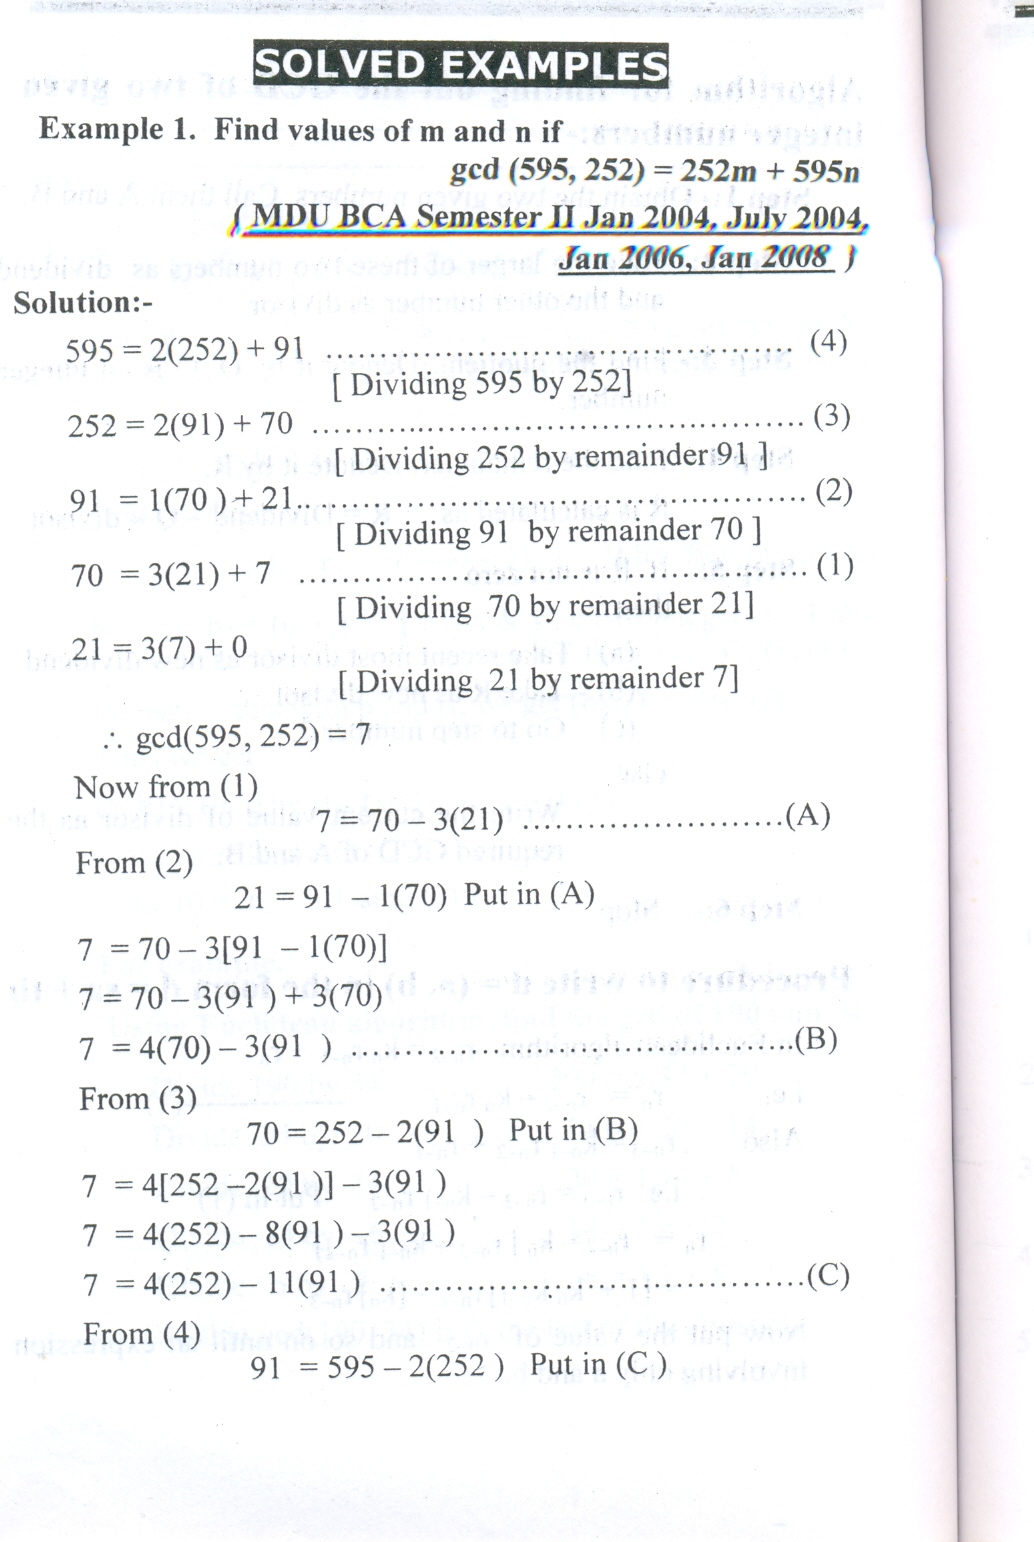 SOLVED EXAMPLES
Example 1. Find values of m and n if
gcd (595, 252) = 252m + 595n
( MDU BCA Semester II Jan 2004, July 2004,
Jan 2006, Jan 2008 )
Solution:-
595 = 2(252) + 91 ........................................ (4)
[ Dividing 595 by 252]
252 = 2(91) + 70 .......................................... (3)
[ Dividing 252 by remainder 91 ]
91 = 1(70 ) + 21............................................ (2)
[ Dividing 91 by remainder 70 ]
70 = 3(21) + 7 ............................................ (1)
[ Dividing 70 by remainder 21]
21 = 3(7) + 0
[ Dividing 21 by remainder 7]
∴ gcd(595, 252) = 7
Now from (1)
7 = 70 – 3(21) ........................(A)
From (2)
21 = 91 – 1(70) Put in (A)
7 = 70 – 3[91 – 1(70)]
7 = 70 – 3(91 ) + 3(70)
7 = 4(70) – 3(91 ) ........................................(B)
From (3)
70 = 252 – 2(91 ) Put in (B)
7 = 4[252 –2(91 )] – 3(91 )
7 = 4(252) – 8(91 ) – 3(91 )
7 = 4(252) – 11(91 ) .......................................(C)
From (4)
91 = 595 – 2(252 ) Put in (C )